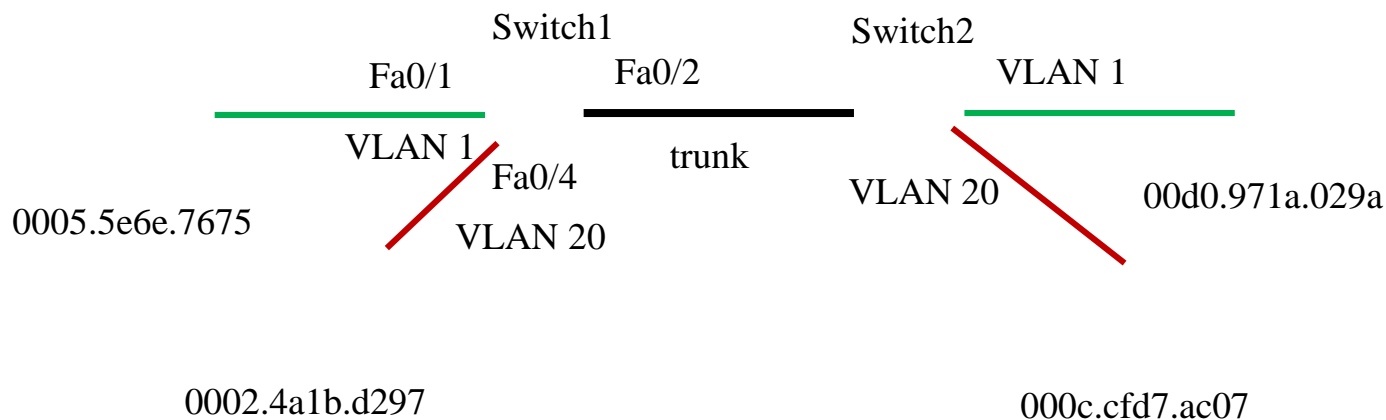 Switch1
Switch2
Fa0/1
Fa0/2
VLAN 1
VLAN 1
trunk
Fa0/4
VLAN 20
00d0.971a.029a
0005.5e6e.7675
VLAN 20
0002.4a1b.d297
000c.cfd7.ac07